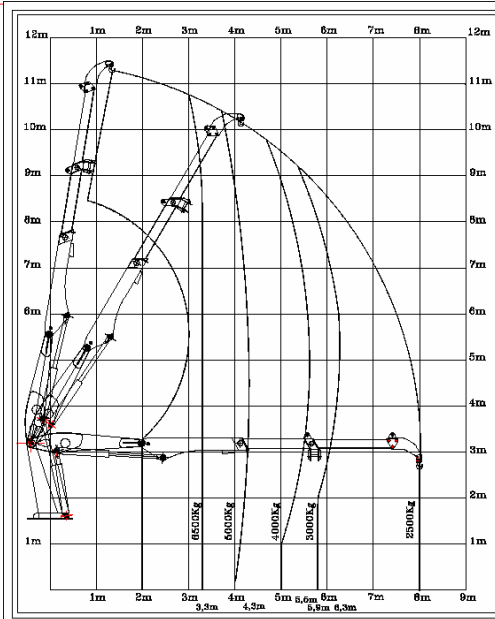 1m 2m 3m 4m 5m 6m 7m 8m
12m 12m
11m 11m
10m 10m
9m 9m
8m 8m
7m 7m
6m 6m
5m 5m
4m 4m
3m 3m
2m 2m
6500Kg 5000Kg 4000Kg 3000Kg 2500Kg
1m 1m
1m 2m 3m 4m 5m 6m 7m 8m 9m
3,3m 4,3m 5,6m
5,9m 6,3m